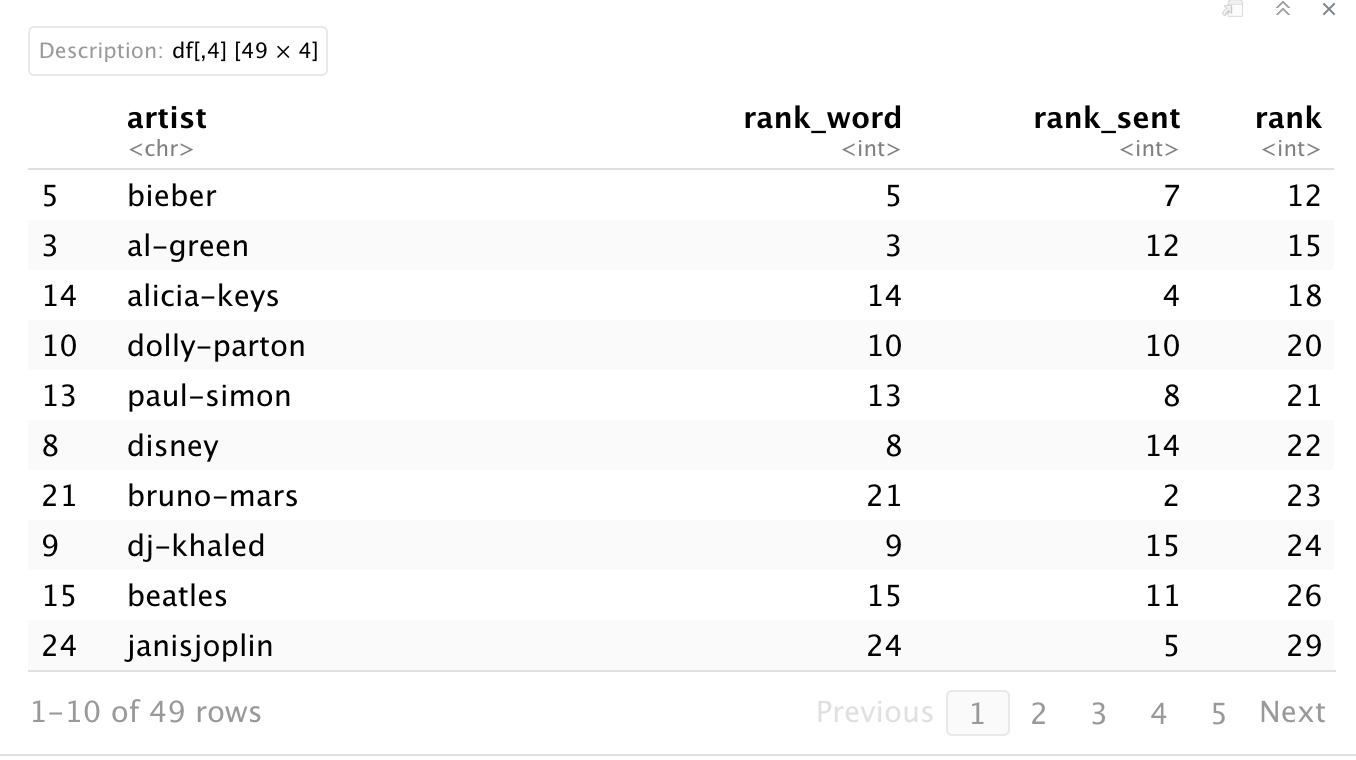 Description: df[,4] [49 × 4]
artist rank_word rank_sent rank
<chr> <int> <int> <int>
5 bieber 5 7 12
3 al-green 3 12 15
14 alicia-keys 14 4 18
10 dolly-parton 10 10 20
13 paul-simon 13 8 21
8 disney 8 14 22
21 bruno-mars 21 2 23
9 dj-khaled 9 15 24
15 beatles 15 11 26
24 janisjoplin 24 5 29
1-10 of 49 rows Previous 1 2 3 4 5 Next